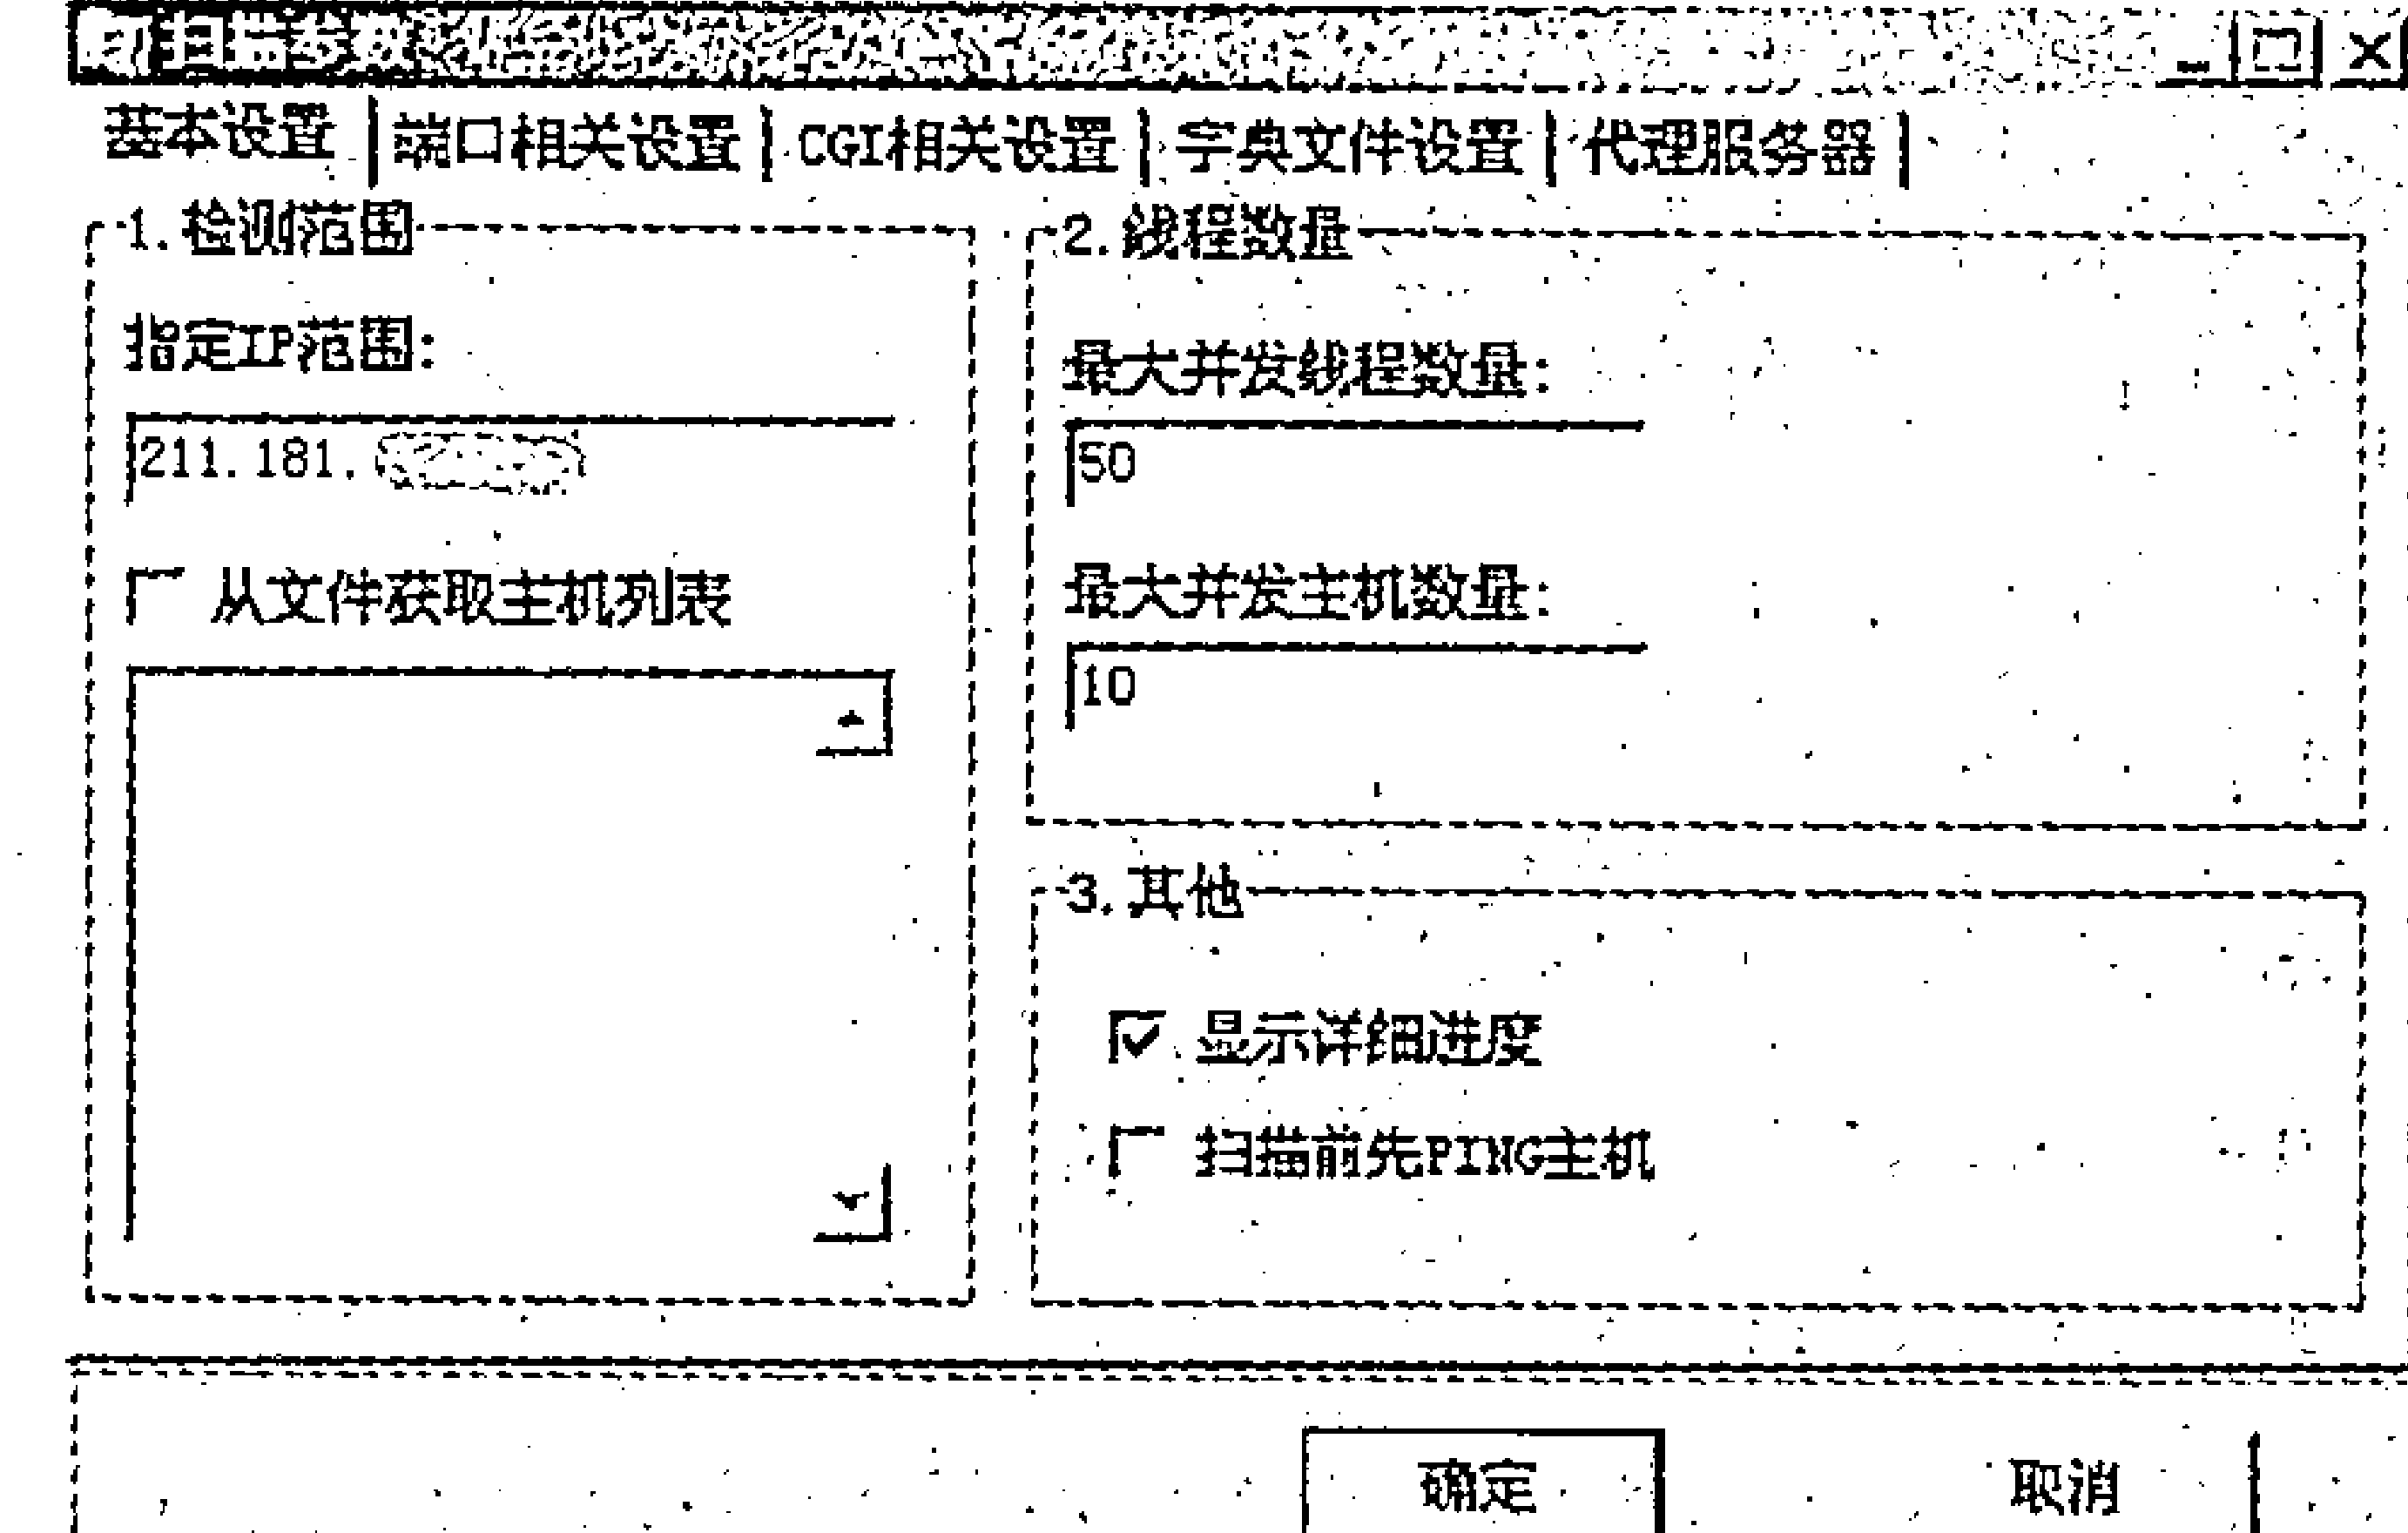 扫描参数
基本设置 端口相关设置 CGI相关设置 字典文件设置 代理服务器
1.检测范围
指定IP范围:
211.181.
从文件获取主机列表
2.线程数量
最大并发线程数量:
50
最大并发主机数量:
10
3.其他
显示详细进度
扫描前先PING主机
确定 取消